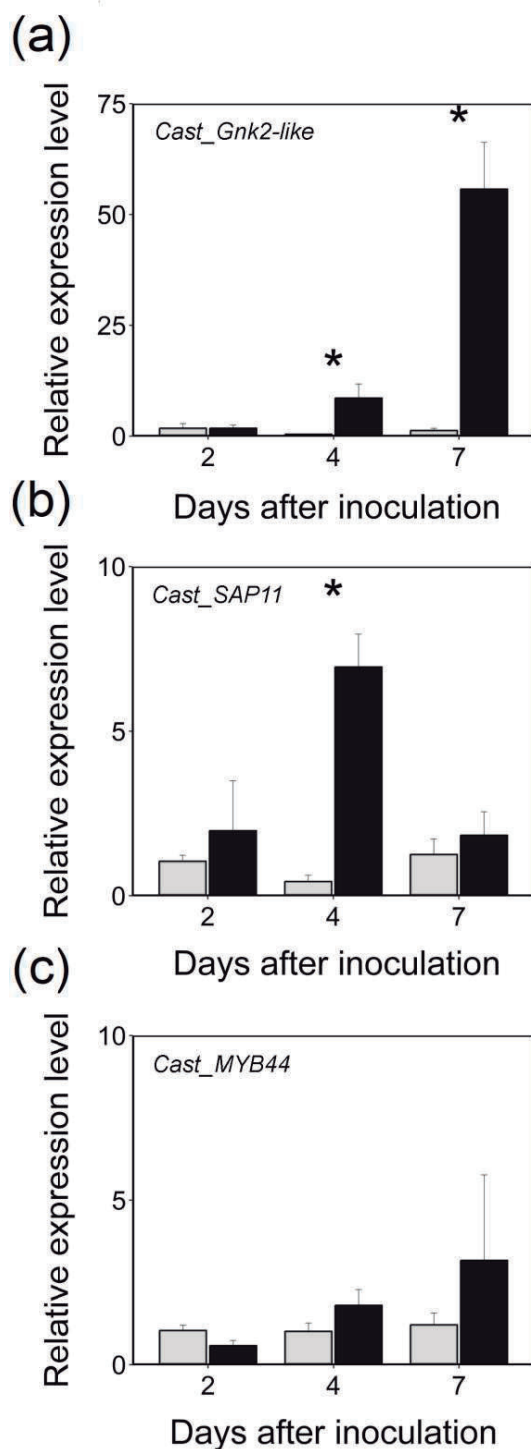 (a)
Relative expression level
75
50
25
0
Cast_Gnk2-like
*
*
2 4 7
Days after inoculation
(b)
Relative expression level
10
5
0
Cast_SAP11
*
2 4 7
Days after inoculation
(c)
Relative expression level
10
5
0
Cast_MYB44
2 4 7
Days after inoculation